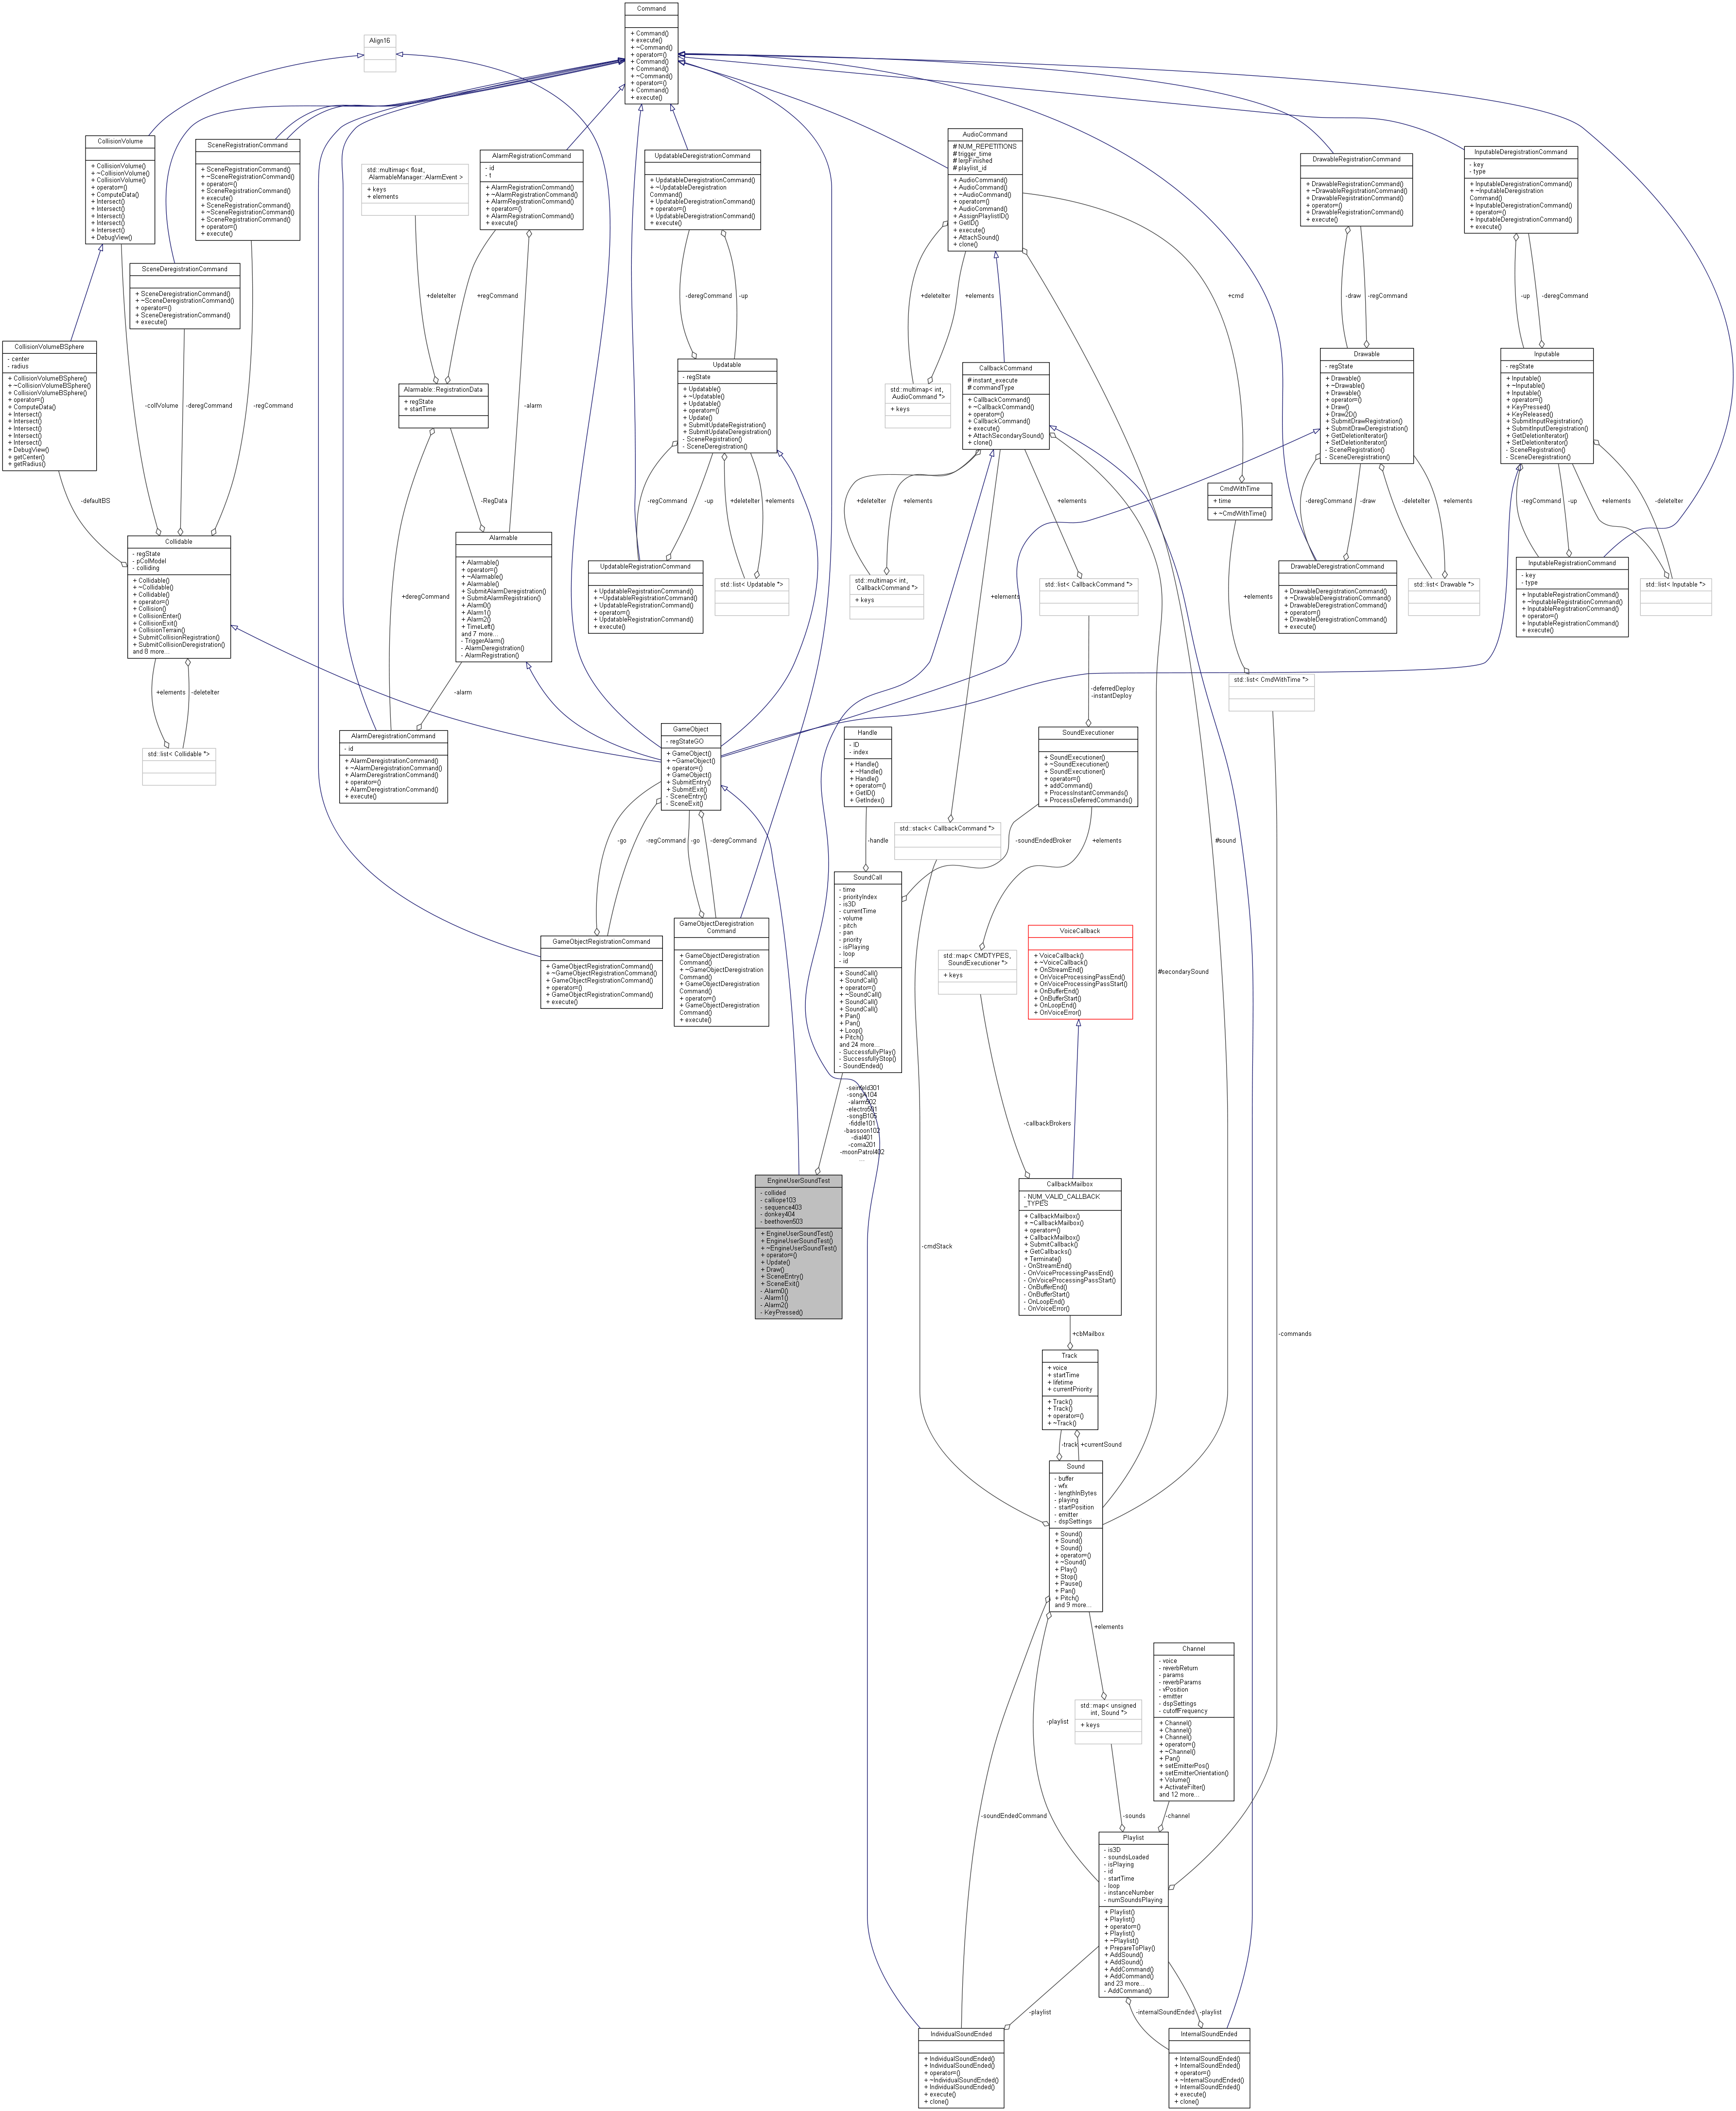 Command
+ Command()
+ execute()
+ ~Command()
+ operator=()
+ Command()
+ Command()
+ ~Command()
+ operator=()
+ Command()
+ execute()
Align16
CollisionVolume
+ CollisionVolume()
+ ~CollisionVolume()
+ CollisionVolume()
+ operator=()
+ ComputeData()
+ Intersect()
+ Intersect()
+ Intersect()
+ Intersect()
+ Intersect()
+ DebugView()
SceneRegistrationCommand
+ SceneRegistrationCommand()
+ ~SceneRegistrationCommand()
+ operator=()
+ SceneRegistrationCommand()
+ execute()
+ SceneRegistrationCommand()
+ ~SceneRegistrationCommand()
+ SceneRegistrationCommand()
+ operator=()
+ execute()
std::multimap< float,
AlarmableManager::AlarmEvent >
+ keys
+ elements
AlarmRegistrationCommand
- id
- t
+ AlarmRegistrationCommand()
+ ~AlarmRegistrationCommand()
+ AlarmRegistrationCommand()
+ operator=()
+ AlarmRegistrationCommand()
+ execute()
UpdatableDeregistrationCommand
+ UpdatableDeregistrationCommand()
+ ~UpdatableDeregistration
Command()
+ UpdatableDeregistrationCommand()
+ operator=()
+ UpdatableDeregistrationCommand()
+ execute()
AudioCommand
# NUM_REPETITIONS
# trigger_time
# lerpFinished
# playlist_id
+ AudioCommand()
+ AudioCommand()
+ ~AudioCommand()
+ operator=()
+ AudioCommand()
+ AssignPlaylistID()
+ GetID()
+ execute()
+ AttachSound()
+ clone()
DrawableRegistrationCommand
+ DrawableRegistrationCommand()
+ ~DrawableRegistrationCommand()
+ DrawableRegistrationCommand()
+ operator=()
+ DrawableRegistrationCommand()
+ execute()
InputableDeregistrationCommand
- key
- type
+ InputableDeregistrationCommand()
+ ~InputableDeregistration
Command()
+ InputableDeregistrationCommand()
+ operator=()
+ InputableDeregistrationCommand()
+ execute()
SceneDeregistrationCommand
+ SceneDeregistrationCommand()
+ ~SceneDeregistrationCommand()
+ operator=()
+ SceneDeregistrationCommand()
+ execute()
+deleteIter
+regCommand
-deregCommand
-up
+deleteIter
+elements
+cmd
-draw
-regCommand
-up
-deregCommand
CollisionVolumeBSphere
- center
- radius
+ CollisionVolumeBSphere()
+ ~CollisionVolumeBSphere()
+ CollisionVolumeBSphere()
+ operator=()
+ ComputeData()
+ Intersect()
+ Intersect()
+ Intersect()
+ Intersect()
+ Intersect()
+ DebugView()
+ getCenter()
+ getRadius()
-collVolume
-deregCommand
-regCommand
Alarmable::RegistrationData
+ regState
+ startTime
-alarm
Updatable
- regState
+ Updatable()
+ ~Updatable()
+ Updatable()
+ operator=()
+ Update()
+ SubmitUpdateRegistration()
+ SubmitUpdateDeregistration()
- SceneRegistration()
- SceneDeregistration()
std::multimap< int,
AudioCommand *>
+ keys
CallbackCommand
# instant_execute
# commandType
+ CallbackCommand()
+ ~CallbackCommand()
+ operator=()
+ CallbackCommand()
+ execute()
+ AttachSecondarySound()
+ clone()
Drawable
- regState
+ Drawable()
+ ~Drawable()
+ Drawable()
+ operator=()
+ Draw()
+ Draw2D()
+ SubmitDrawRegistration()
+ SubmitDrawDeregistration()
+ GetDeletionIterator()
+ SetDeletionIterator()
- SceneRegistration()
- SceneDeregistration()
Inputable
- regState
+ Inputable()
+ ~Inputable()
+ Inputable()
+ operator=()
+ KeyPressed()
+ KeyReleased()
+ SubmitInputRegistration()
+ SubmitInputDeregistration()
+ GetDeletionIterator()
+ SetDeletionIterator()
- SceneRegistration()
- SceneDeregistration()
-defaultBS
-RegData
-regCommand
-up
+deleteIter
+elements
+deleteIter
+elements
+elements
CmdWithTime
+ time
+ ~CmdWithTime()
-deregCommand
-draw
-deleteIter
+elements
-regCommand
-up
+elements
-deleteIter
Collidable
- regState
- pColModel
- colliding
+ Collidable()
+ ~Collidable()
+ Collidable()
+ operator=()
+ Collision()
+ CollisionEnter()
+ CollisionExit()
+ CollisionTerrain()
+ SubmitCollisionRegistration()
+ SubmitCollisionDeregistration()
and 8 more...
+deregCommand
Alarmable
+ Alarmable()
+ operator=()
+ ~Alarmable()
+ Alarmable()
+ SubmitAlarmDeregistration()
+ SubmitAlarmRegistration()
+ Alarm0()
+ Alarm1()
+ Alarm2()
+ TimeLeft()
and 7 more...
- TriggerAlarm()
- AlarmDeregistration()
- AlarmRegistration()
UpdatableRegistrationCommand
+ UpdatableRegistrationCommand()
+ ~UpdatableRegistrationCommand()
+ UpdatableRegistrationCommand()
+ operator=()
+ UpdatableRegistrationCommand()
+ execute()
std::list< Updatable *>
std::multimap< int,
CallbackCommand *>
+ keys
+elements
std::list< CallbackCommand *>
+elements
DrawableDeregistrationCommand
+ DrawableDeregistrationCommand()
+ ~DrawableDeregistrationCommand()
+ DrawableDeregistrationCommand()
+ operator=()
+ DrawableDeregistrationCommand()
+ execute()
std::list< Drawable *>
InputableRegistrationCommand
- key
- type
+ InputableRegistrationCommand()
+ ~InputableRegistrationCommand()
+ InputableRegistrationCommand()
+ operator=()
+ InputableRegistrationCommand()
+ execute()
std::list< Inputable *>
+elements
-deleteIter
-alarm
-deferredDeploy
-instantDeploy
std::list< CmdWithTime *>
std::list< Collidable *>
AlarmDeregistrationCommand
- id
+ AlarmDeregistrationCommand()
+ ~AlarmDeregistrationCommand()
+ AlarmDeregistrationCommand()
+ operator=()
+ AlarmDeregistrationCommand()
+ execute()
GameObject
- regStateGO
+ GameObject()
+ ~GameObject()
+ operator=()
+ GameObject()
+ SubmitEntry()
+ SubmitExit()
- SceneEntry()
- SceneExit()
Handle
- ID
- index
+ Handle()
+ ~Handle()
+ Handle()
+ operator=()
+ GetID()
+ GetIndex()
SoundExecutioner
+ SoundExecutioner()
+ ~SoundExecutioner()
+ SoundExecutioner()
+ operator=()
+ addCommand()
+ ProcessInstantCommands()
+ ProcessDeferredCommands()
-go
-regCommand
-go
-deregCommand
-handle
std::stack< CallbackCommand *>
-soundEndedBroker
+elements
#sound
SoundCall
- time
- priorityIndex
- is3D
- currentTime
- volume
- pitch
- pan
- priority
- isPlaying
- loop
- id
+ SoundCall()
+ SoundCall()
+ operator=()
+ ~SoundCall()
+ SoundCall()
+ SoundCall()
+ Pan()
+ Pan()
+ Loop()
+ Pitch()
and 24 more...
- SuccessfullyPlay()
- SuccessfullyStop()
- SoundEnded()
GameObjectRegistrationCommand
+ GameObjectRegistrationCommand()
+ ~GameObjectRegistrationCommand()
+ GameObjectRegistrationCommand()
+ operator=()
+ GameObjectRegistrationCommand()
+ execute()
GameObjectDeregistration
Command
+ GameObjectDeregistration
Command()
+ ~GameObjectDeregistration
Command()
+ GameObjectDeregistration
Command()
+ operator=()
+ GameObjectDeregistration
Command()
+ execute()
std::map< CMDTYPES,
SoundExecutioner *>
+ keys
VoiceCallback
+ VoiceCallback()
+ ~VoiceCallback()
+ OnStreamEnd()
+ OnVoiceProcessingPassEnd()
+ OnVoiceProcessingPassStart()
+ OnBufferEnd()
+ OnBufferStart()
+ OnLoopEnd()
+ OnVoiceError()
#secondarySound
-seinfeld301
-songA104
-alarm502
-electro501
-songB105
-fiddle101
-bassoon102
-dial401
-coma201
-moonPatrol402
...
-callbackBrokers
EngineUserSoundTest
- collided
- calliope103
- sequence403
- donkey404
- beethoven503
+ EngineUserSoundTest()
+ EngineUserSoundTest()
+ ~EngineUserSoundTest()
+ operator=()
+ Update()
+ Draw()
+ SceneEntry()
+ SceneExit()
- Alarm0()
- Alarm1()
- Alarm2()
- KeyPressed()
CallbackMailbox
- NUM_VALID_CALLBACK
_TYPES
+ CallbackMailbox()
+ ~CallbackMailbox()
+ operator=()
+ CallbackMailbox()
+ SubmitCallback()
+ GetCallbacks()
+ Terminate()
- OnStreamEnd()
- OnVoiceProcessingPassEnd()
- OnVoiceProcessingPassStart()
- OnBufferEnd()
- OnBufferStart()
- OnLoopEnd()
- OnVoiceError()
-cmdStack
+cbMailbox
-commands
Track
+ voice
+ startTime
+ lifetime
+ currentPriority
+ Track()
+ Track()
+ operator=()
+ ~Track()
-track
+currentSound
Sound
- buffer
- wfx
- lengthInBytes
- playing
- startPosition
- emitter
- dspSettings
+ Sound()
+ Sound()
+ Sound()
+ operator=()
+ ~Sound()
+ Play()
+ Stop()
+ Pause()
+ Pan()
+ Pitch()
and 9 more...
+elements
Channel
- voice
- reverbReturn
- params
- reverbParams
- vPosition
- emitter
- dspSettings
- cutoffFrequency
+ Channel()
+ Channel()
+ Channel()
+ operator=()
+ ~Channel()
+ Pan()
+ setEmitterPos()
+ setEmitterOrientation()
+ Volume()
+ ActivateFilter()
and 12 more...
-playlist
std::map< unsigned
int, Sound *>
+ keys
-soundEndedCommand
-sounds
-channel
Playlist
- is3D
- soundsLoaded
- isPlaying
- id
- startTime
- loop
- instanceNumber
- numSoundsPlaying
+ Playlist()
+ Playlist()
+ operator=()
+ Playlist()
+ ~Playlist()
+ PrepareToPlay()
+ AddSound()
+ AddSound()
+ AddCommand()
+ AddCommand()
and 23 more...
- AddCommand()
-playlist
-internalSoundEnded
-playlist
IndividualSoundEnded
+ IndividualSoundEnded()
+ IndividualSoundEnded()
+ operator=()
+ ~IndividualSoundEnded()
+ IndividualSoundEnded()
+ execute()
+ clone()
InternalSoundEnded
+ InternalSoundEnded()
+ InternalSoundEnded()
+ operator=()
+ ~InternalSoundEnded()
+ InternalSoundEnded()
+ execute()
+ clone()